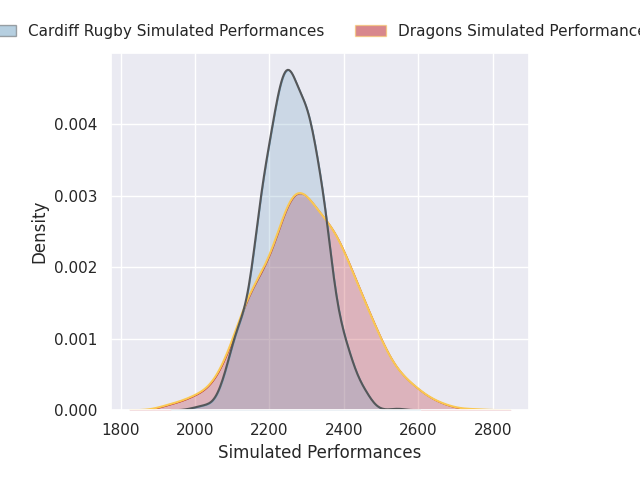 Cardiff Rugby Simulated Performances
Dragons Simulated Performance
0.004
0.003
0.002
0.001
0.000
Density
1800 2000 2200 2400 2600 2800
Simulated Performances